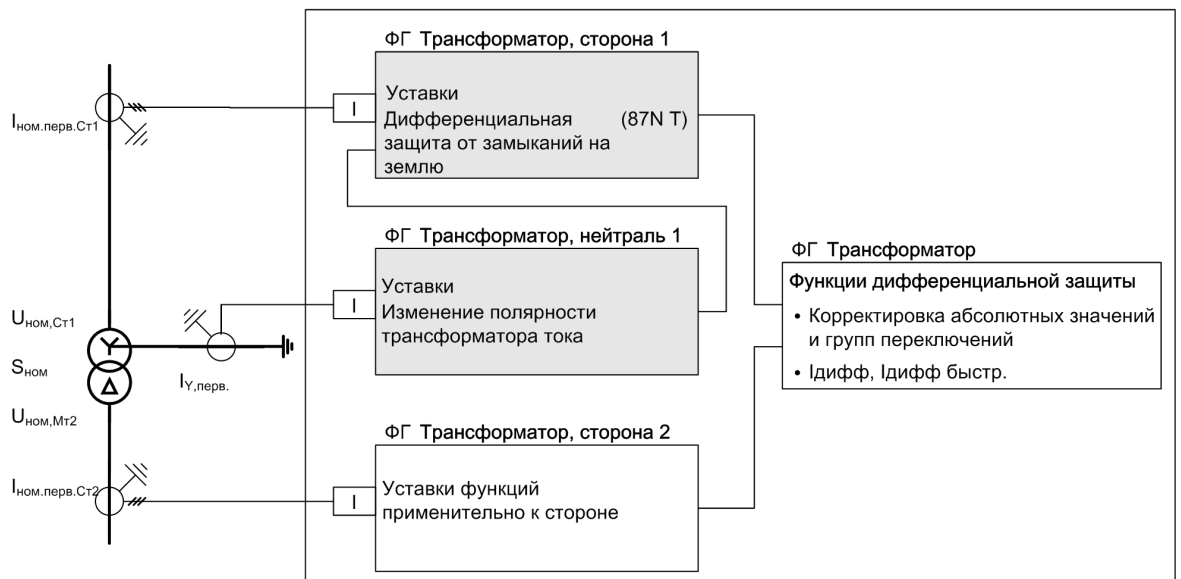 ФГ Трансформатор, сторона 1
I
Уставки
Дифференциальная (87N T)
защита от замыканий на
землю
Iном.перв.Ст1
ФГ Трансформатор, нейтраль 1
I
Уставки
Изменение полярности
трансформатора тока
ФГ Трансформатор
Функции дифференциальной защиты
• Корректировка абсолютных значений
и групп переключений
• Iдифф, Iдифф быстр.
Uном,Ст1
Sном
Uном,Мт2
IY,перв.
Y
Δ
ФГ Трансформатор, сторона 2
I
Уставки функций
применительно к стороне
Iном.перв.Ст2